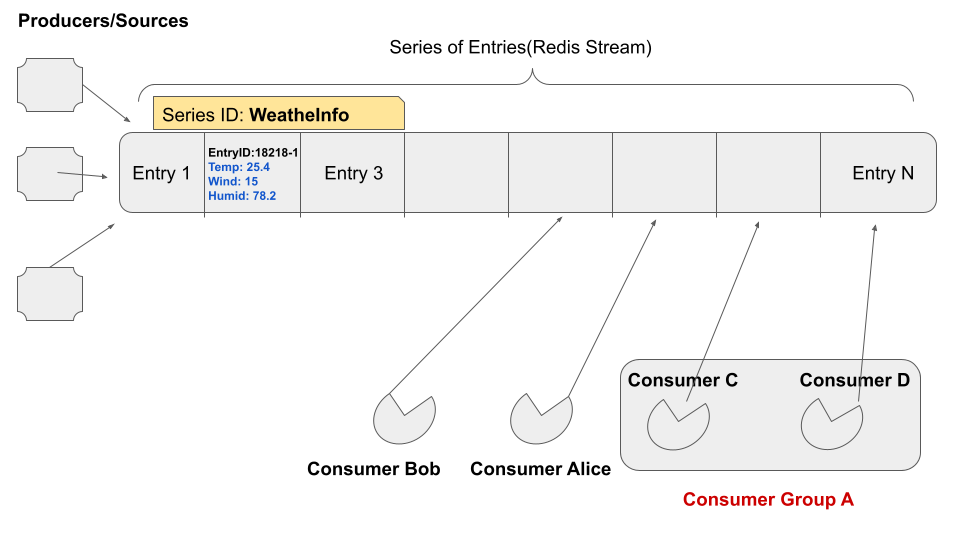 Producers/Sources
Series of Entries(Redis Stream)
Series ID: WeatheInfo
Entry 1
EntryID:18218-1
Temp: 25.4
Wind: 15
Humid: 78.2
Entry 3
Entry N
Consumer C
Consumer D
Consumer Bob
Consumer Alice
Consumer Group A